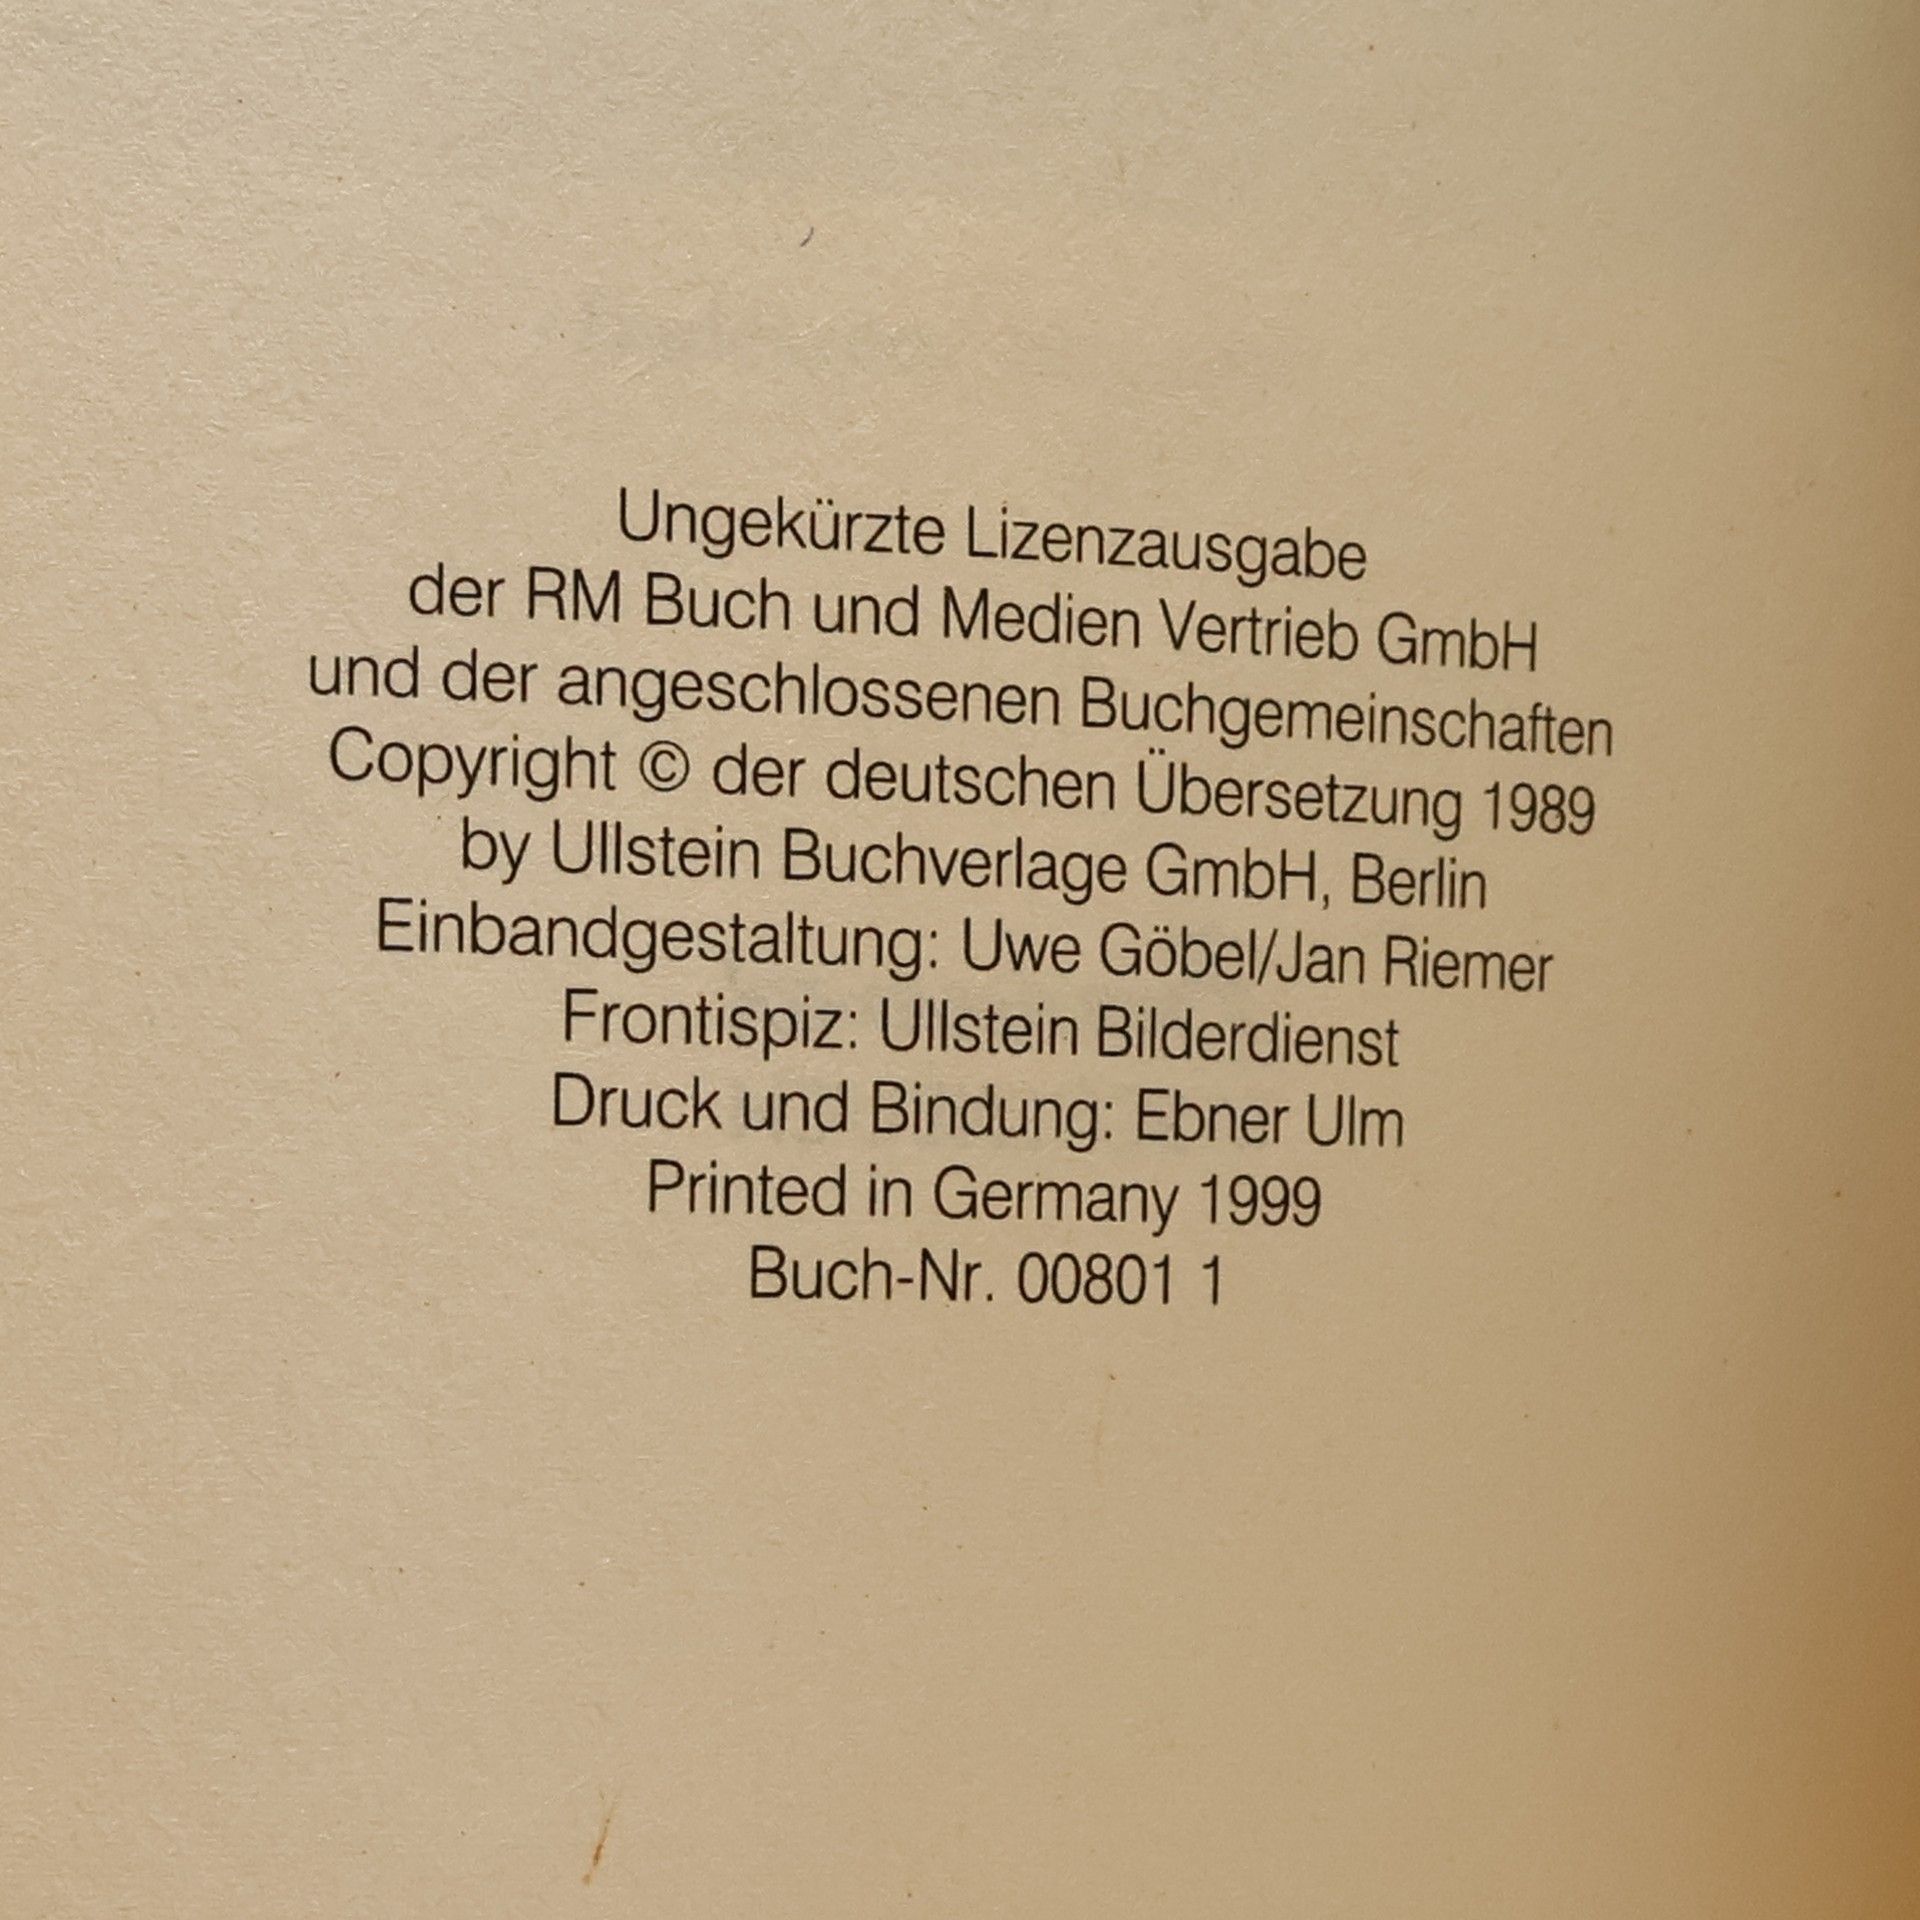 Ungekürzte Lizenzausgabe
der RM Buch und Medien Vertrieb GmbH
und der angeschlossenen Buchgemeinschaften
Copyright © der deutschen Übersetzung 1989
by Ullstein Buchverlage GmbH, Berlin
Einbandgestaltung: Uwe Göbel/Jan Riemer
Frontispiz: Ullstein Bilderdienst
Druck und Bindung: Ebner Ulm
Printed in Germany 1999
Buch-Nr. 00801 1